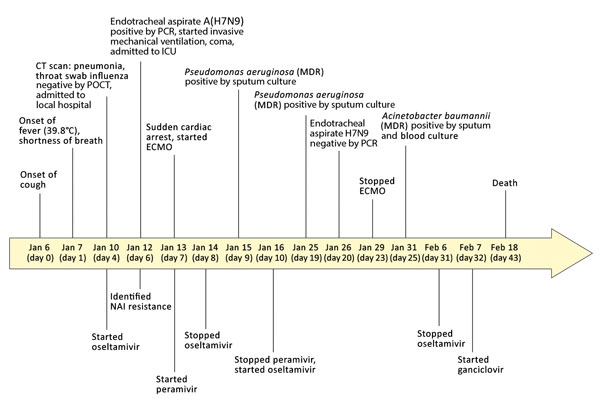 Onset of
cough
Onset of
fever (39.8°C),
shortness of breath
CT scan: pneumonia,
throat swab influenza
negative by POCT,
admitted to
local hospital
Endotracheal aspirate A(H7N9)
positive by PCR, started invasive
mechanical ventilation, coma,
admitted to ICU
Sudden cardiac
arrest, started
ECMO
Pseudomonas aeruginosa (MDR)
positive by sputum culture
Pseudomonas aeruginosa
(MDR) positive by sputum culture
Endotracheal
aspirate H7N9
negative by PCR
Stopped
ECMO
Acinetobacter baumannii
(MDR) positive by sputum
and blood culture
Death
Jan 6
(day 0)
Jan 7
(day 1)
Jan 10
(day 4)
Jan 12
(day 6)
Jan 13
(day 7)
Jan 14
(day 8)
Jan 15
(day 9)
Jan 16
(day 10)
Jan 25
(day 19)
Jan 26
(day 20)
Jan 29
(day 23)
Jan 31
(day 25)
Feb 6
(day 31)
Feb 7
(day 32)
Feb 18
(day 43)
Started
oseltamivir
Identified
NAI resistance
Started
peramivir
Stopped
oseltamivir
Stopped peramivir,
started oseltamivir
Stopped
oseltamivir
Started
ganciclovir